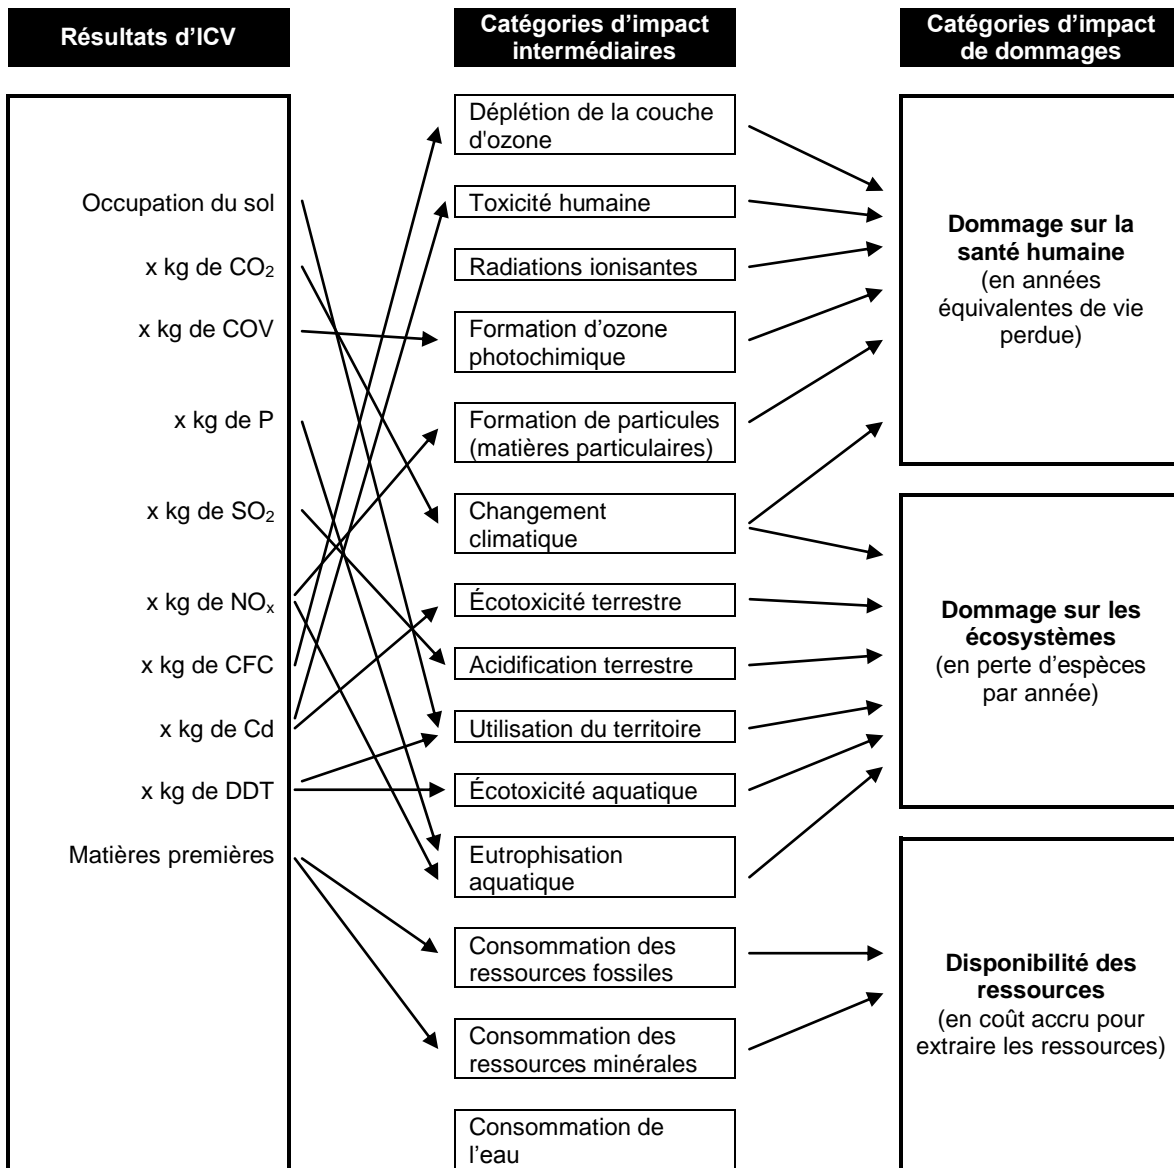 Résultats d'ICV
Catégories d'impact
intermédiaires
Catégories d'impact
de dommages
Occupation du sol
x kg de CO₂
x kg de COV
x kg de P
x kg de SO₂
x kg de NOₓ
x kg de CFC
x kg de Cd
x kg de DDT
Matières premières
Déplétion de la couche
d'ozone
Toxicité humaine
Radiations ionisantes
Formation d'ozone
photochimique
Formation de particules
(matières particulaires)
Changement
climatique
Écotoxicité terrestre
Acidification terrestre
Utilisation du territoire
Écotoxicité aquatique
Eutrophisation
aquatique
Consommation des
ressources fossiles
Consommation des
ressources minérales
Consommation de
l'eau
Dommage sur la
santé humaine
(en années
équivalentes de vie
perdue)
Dommage sur les
écosystèmes
(en perte d'espèces
par année)
Disponibilité des
ressources
(en coût accru pour
extraire les ressources)